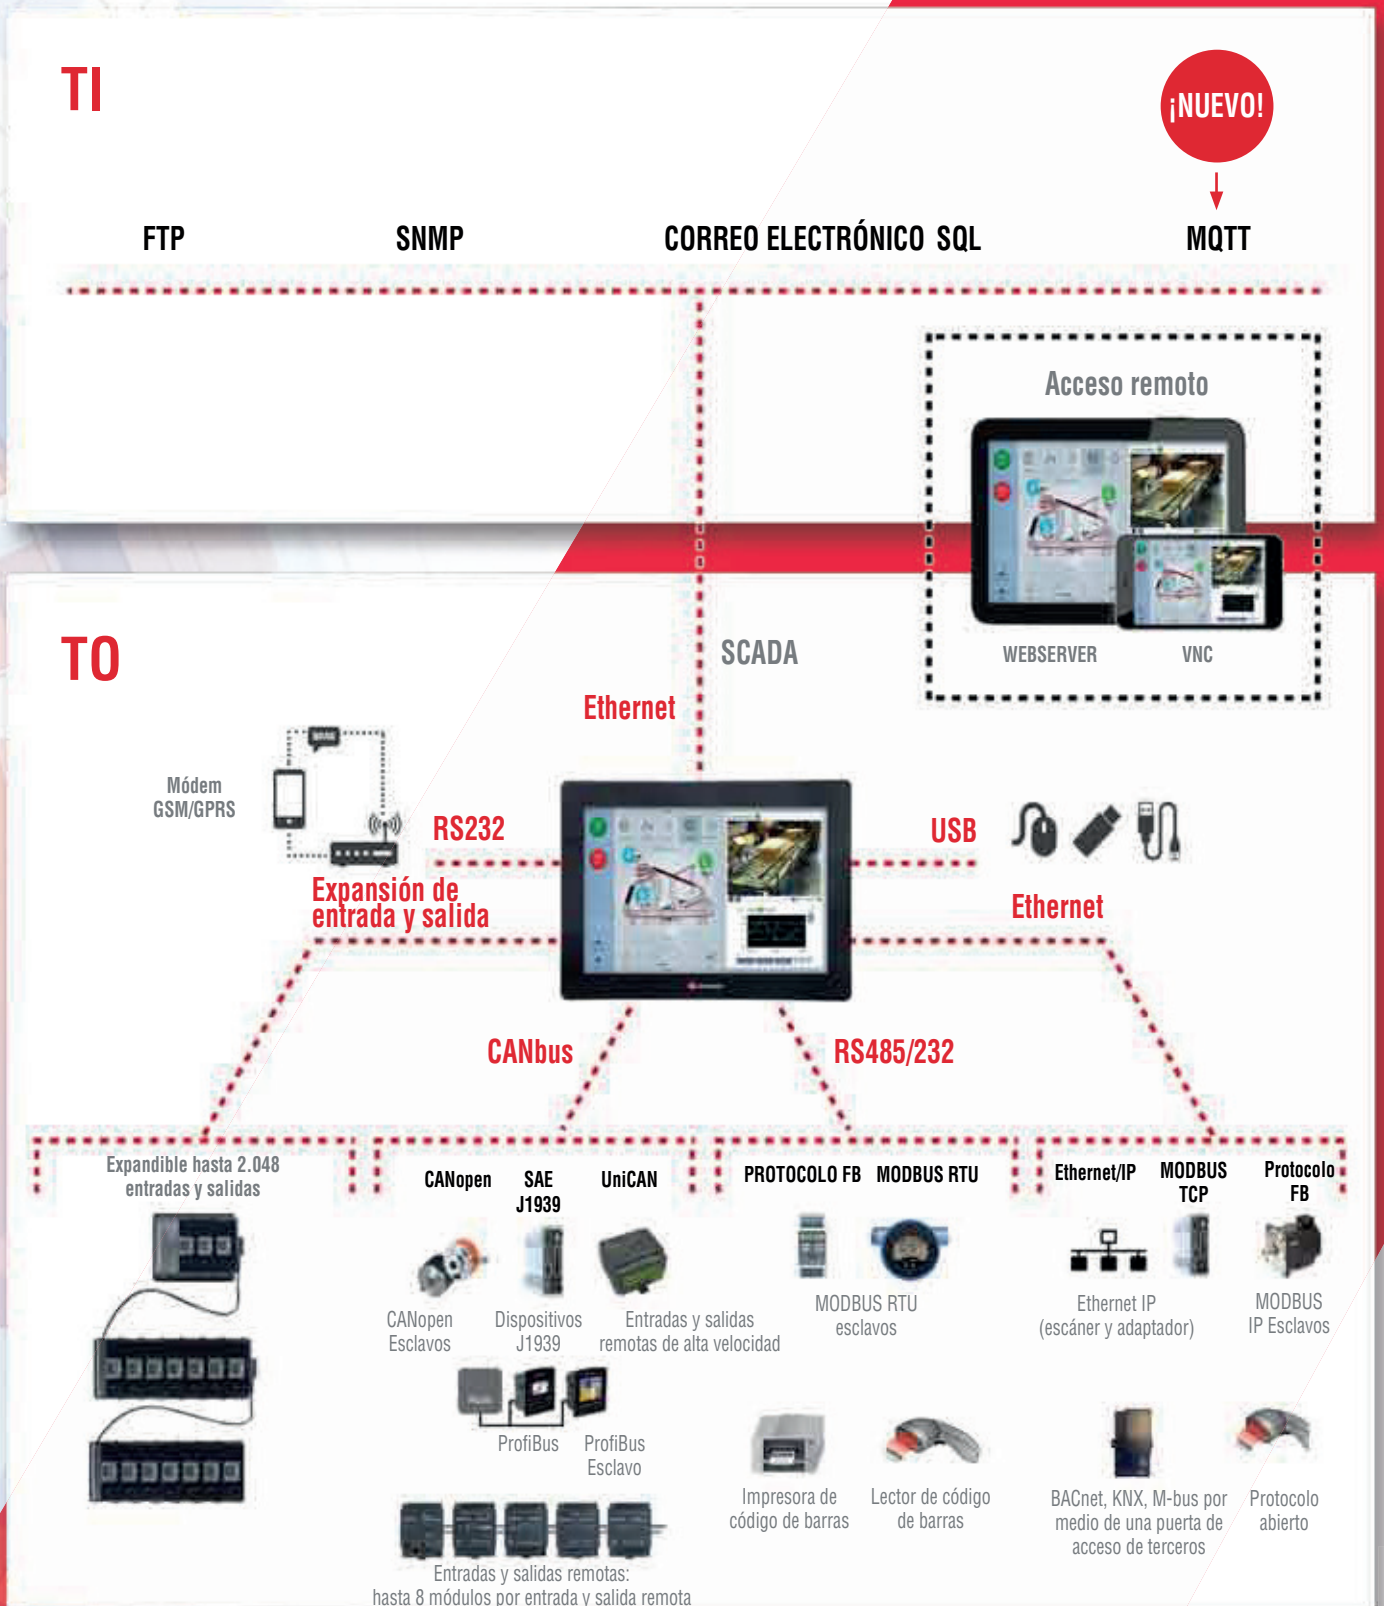 TI
¡NUEVO!
FTP
SNMP
CORREO ELECTRÓNICO SQL
MQTT
Acceso remoto
WEBSERVER
VNC
TO
SCADA
Ethernet
Módem
GSM/GPRS
RS232
USB
Expansión de
entrada y salida
Ethernet
CANbus
RS485/232
Expandible hasta 2.048
entradas y salidas
CANopen
SAE
J1939
UniCAN
PROTOCOLO FB
MODBUS RTU
Ethernet/IP
MODBUS
TCP
Protocolo
FB
CANopen
Esclavos
Dispositivos
J1939
Entradas y salidas
remotas de alta velocidad
MODBUS RTU
esclavos
Ethernet IP
(escáner y adaptador)
MODBUS
IP Esclavos
ProfiBus
ProfiBus
Esclavo
Impresora de
código de barras
Lector de código
de barras
BACnet, KNX, M-bus por
medio de una puerta de
acceso de terceros
Protocolo
abierto
Entradas y salidas remotas:
hasta 8 módulos por entrada y salida remota